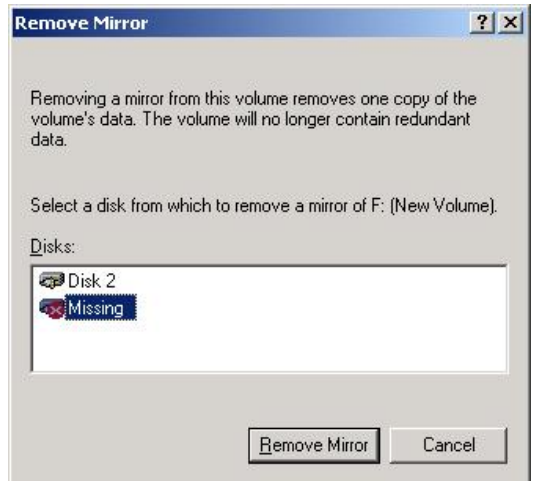 Remove Mirror
Removing a mirror from this volume removes one copy of the
volume's data. The volume will no longer contain redundant
data.
Select a disk from which to remove a mirror of F: (New Volume).
Disks:
Disk 2
Missing
Remove Mirror Cancel